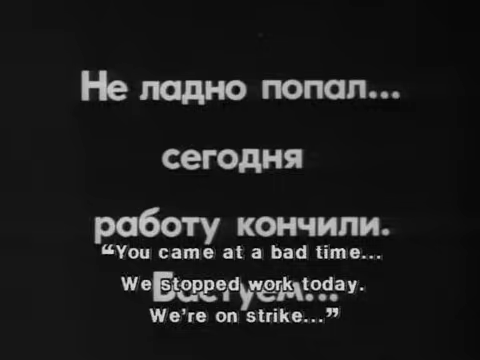 Не ладно попал...
сегодня
работу кончили.
“You came at a bad time...
Бастуем...
We stopped work today.
We're on strike...”